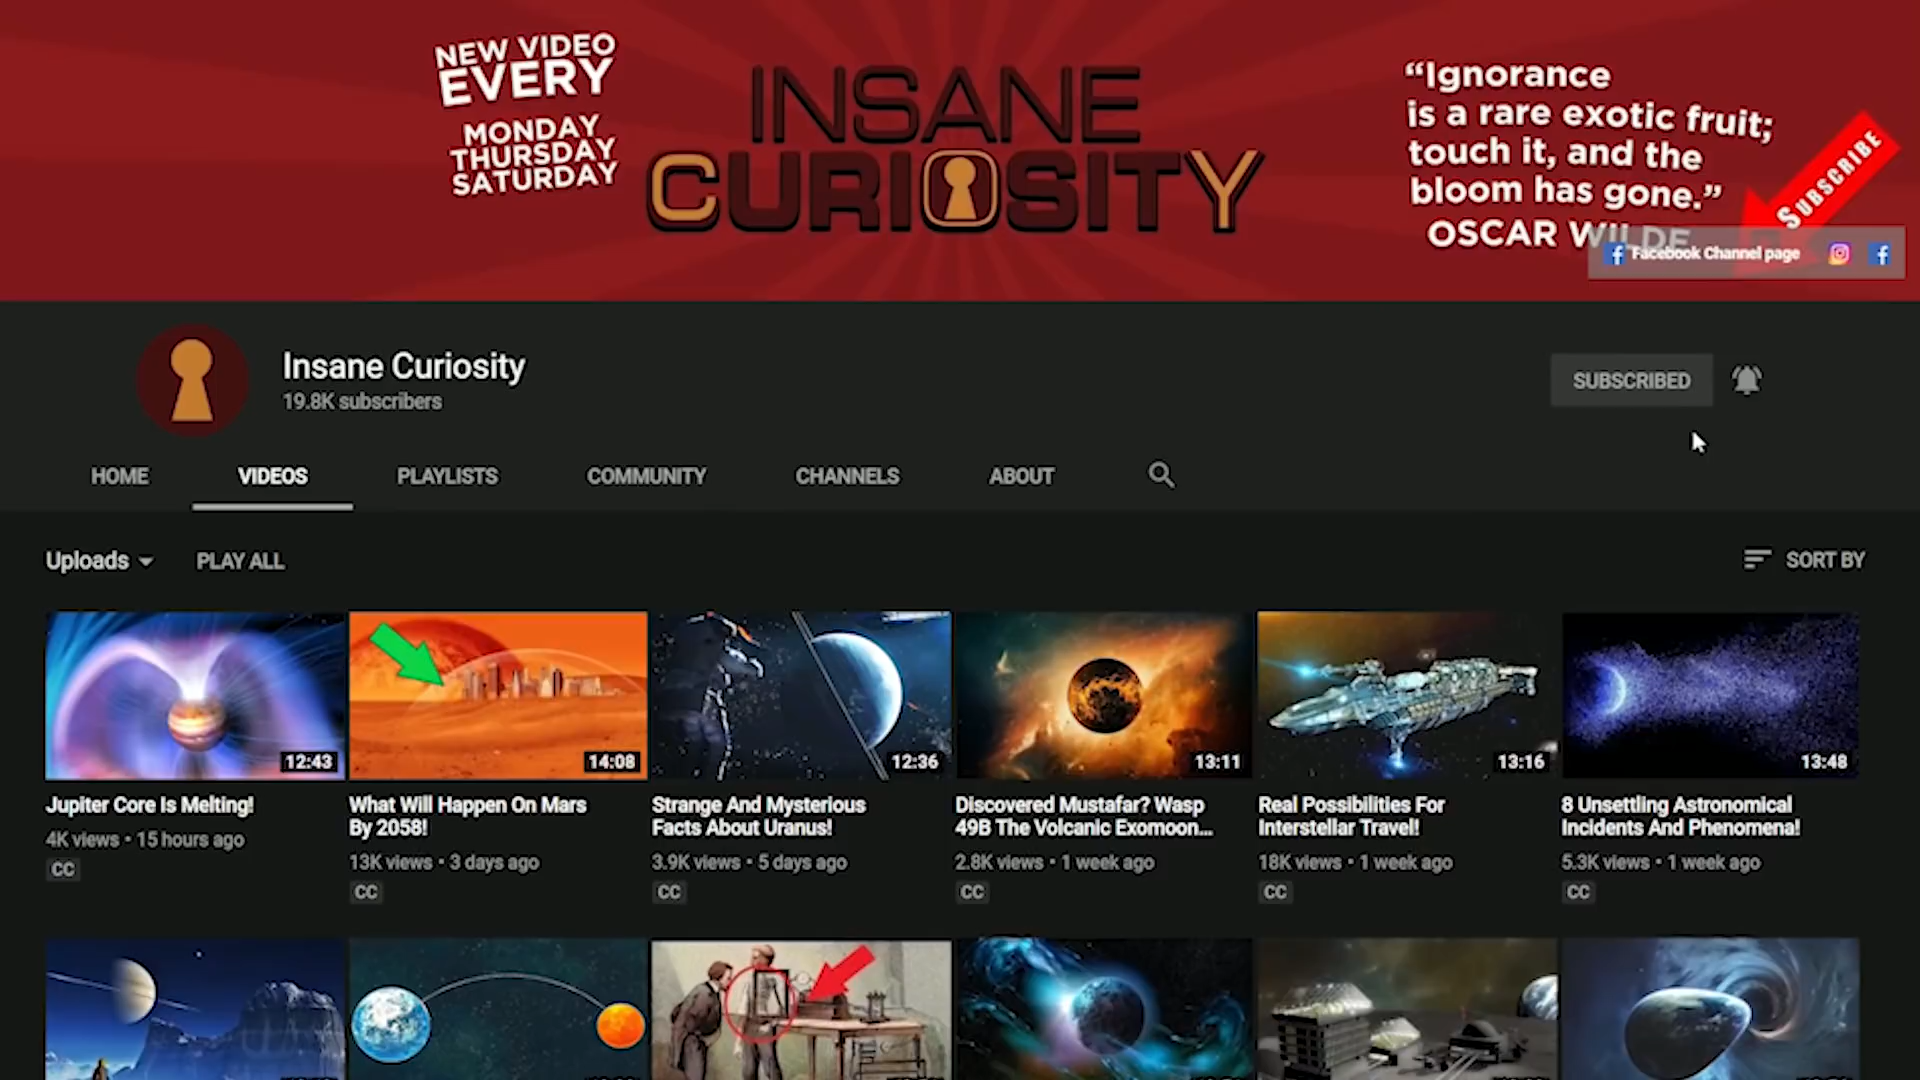 NEW VIDEO
EVERY
MONDAY
THURSDAY
SATURDAY
INSANE
CURIOSITY
“Ignorance
is a rare exotic fruit;
touch it, and the
bloom has gone.”
OSCAR WILDE
SUBSCRIBE
Facebook Channel page
Insane Curiosity
19.8K subscribers
SUBSCRIBED
HOME VIDEOS PLAYLISTS COMMUNITY CHANNELS ABOUT
Uploads PLAY ALL SORT BY
12:43
14:08
12:36
13:11
13:16
13:48
Jupiter Core Is Melting!
4K views • 15 hours ago
CC
What Will Happen On Mars
By 2058!
13K views • 3 days ago
CC
Strange And Mysterious
Facts About Uranus!
3.9K views • 5 days ago
CC
Discovered Mustafar? Wasp
49B The Volcanic Exomoon...
2.8K views • 1 week ago
CC
Real Possibilities For
Interstellar Travel!
18K views • 1 week ago
CC
8 Unsettling Astronomical
Incidents And Phenomena!
5.3K views • 1 week ago
CC